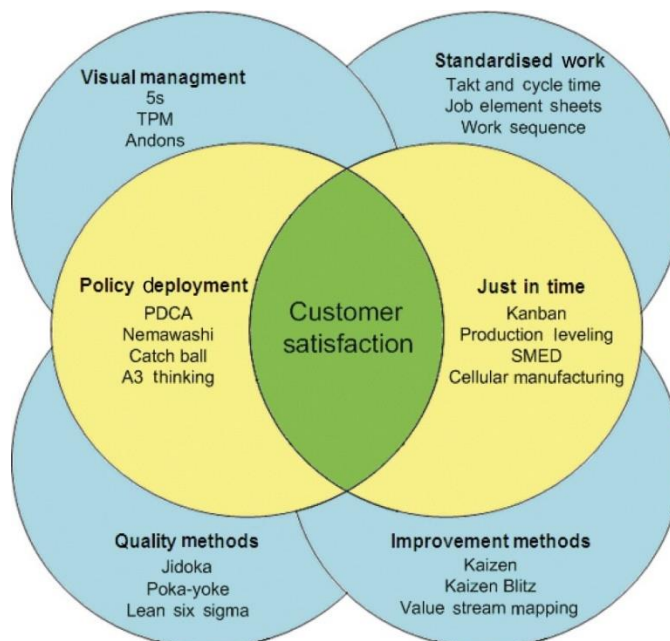 Visual managment
5s
TPM
Andons
Standardised work
Takt and cycle time
Job element sheets
Work sequence
Policy deployment
PDCA
Nemawashi
Catch ball
A3 thinking
Customer
satisfaction
Just in time
Kanban
Production leveling
SMED
Cellular manufacturing
Quality methods
Jidoka
Poka-yoke
Lean six sigma
Improvement methods
Kaizen
Kaizen Blitz
Value stream mapping